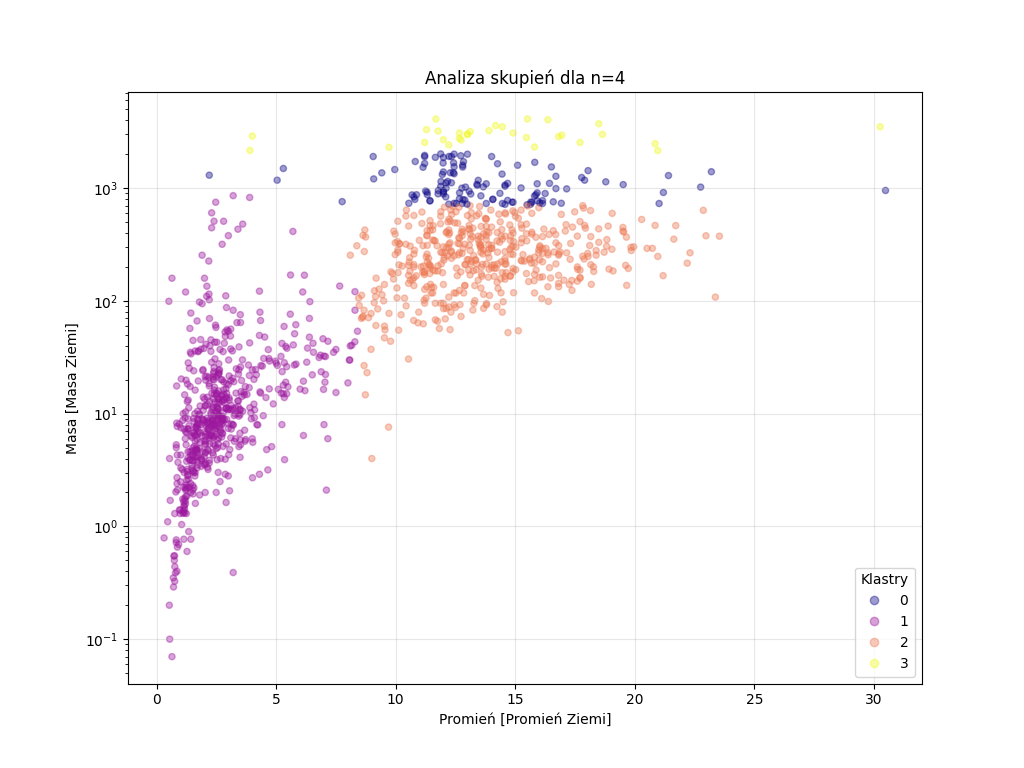 Analiza skupień dla n=4
Masa [Masa Ziemi]
10³
10²
10¹
10⁰
10⁻¹
0 5 10 15 20 25 30
Promień [Promień Ziemi]
Klastry
0
1
2
3